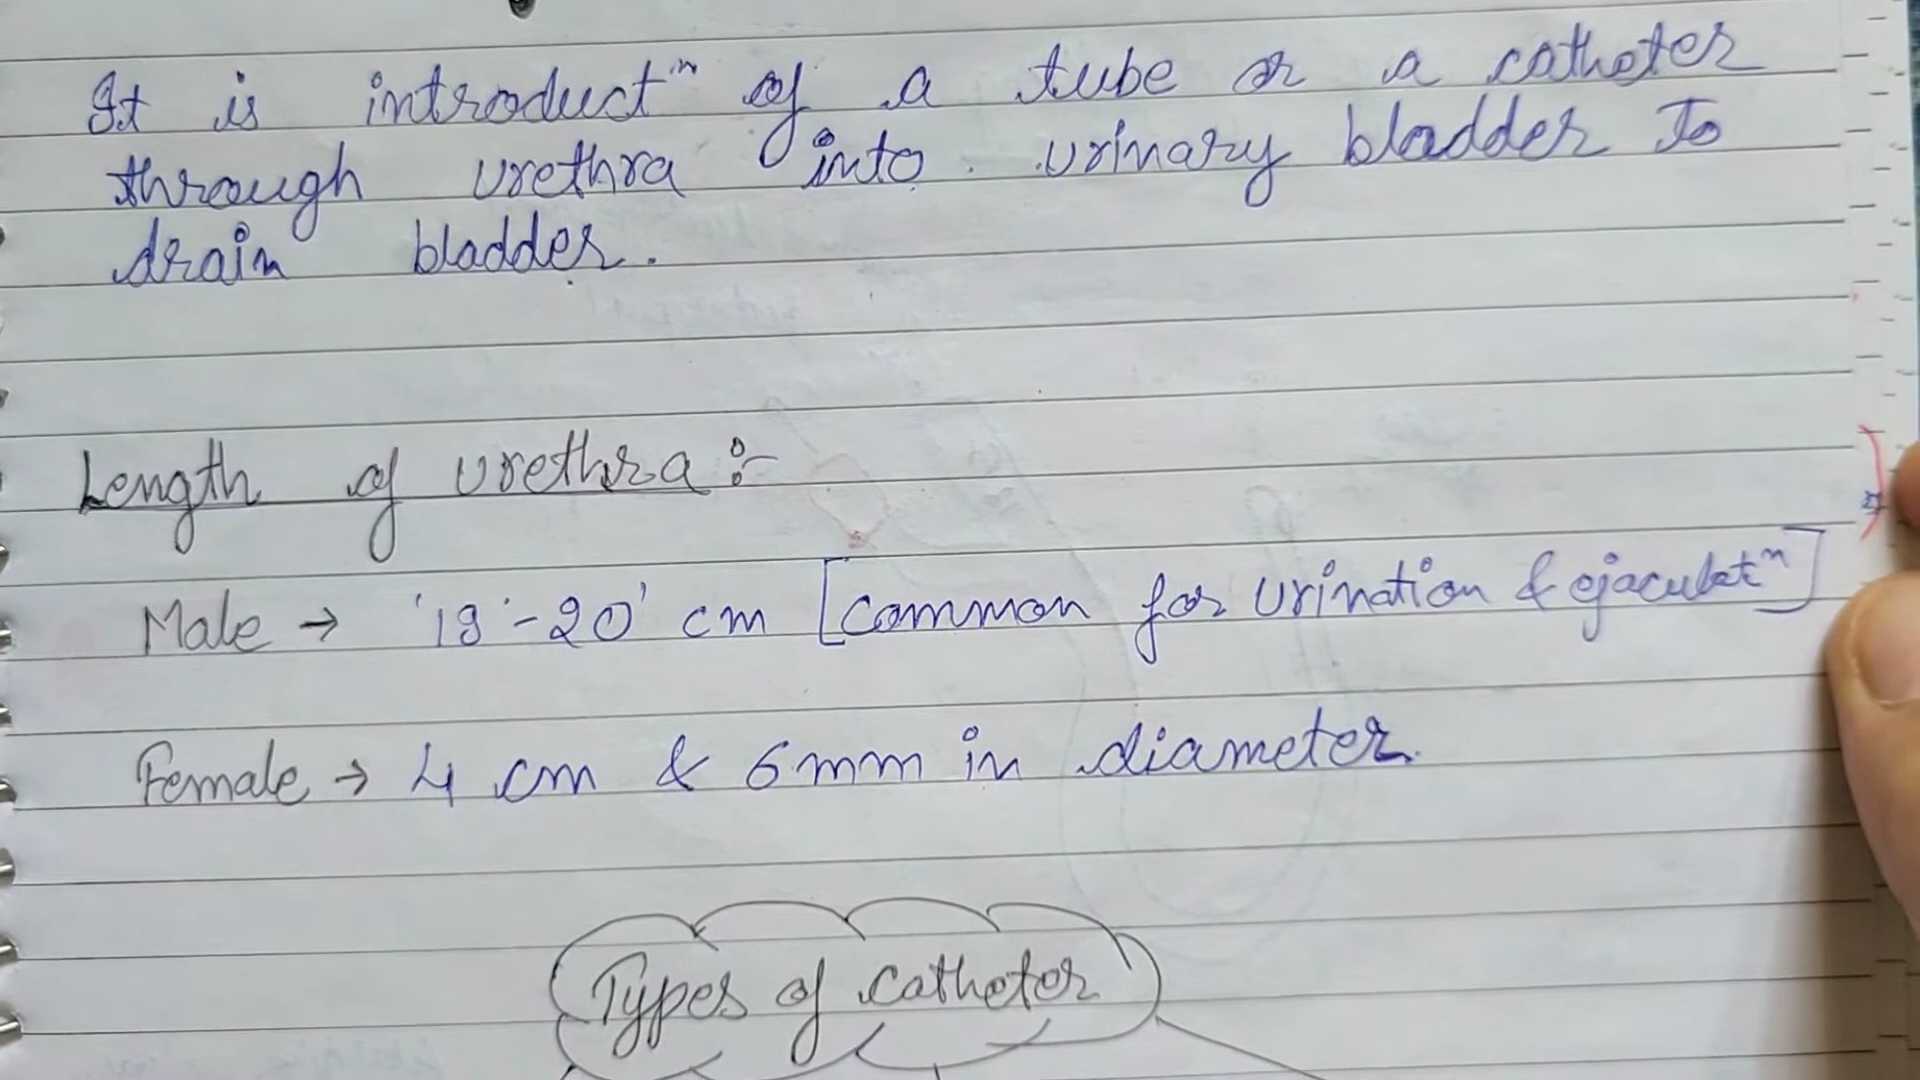 It is introductⁿ of a tube or a catheter
through urethra into urinary bladder to
drain bladder.
Length of urethra :-
Male → '18'-20' cm [common for urination & ejaculatⁿ]
Female → 4 cm & 6mm in diameter.
Types of catheter